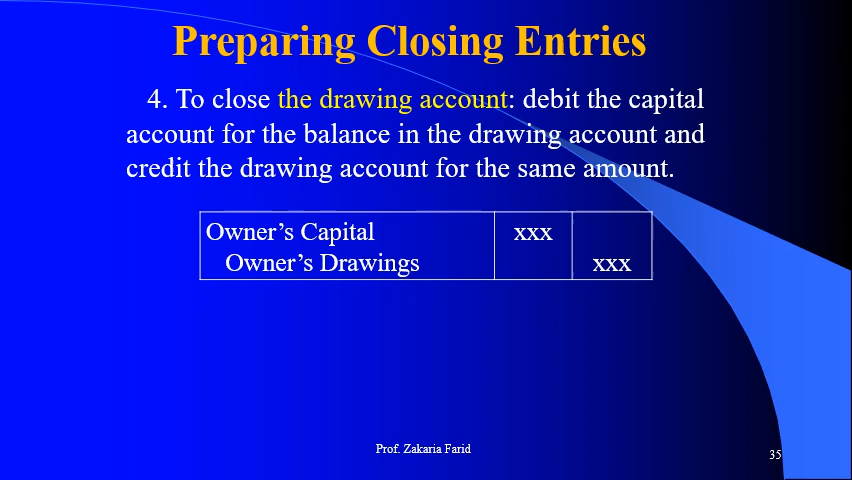 Preparing Closing Entries
4. To close the drawing account: debit the capital
account for the balance in the drawing account and
credit the drawing account for the same amount.
Owner’s Capital xxx
Owner’s Drawings xxx
Prof. Zakaria Farid
35